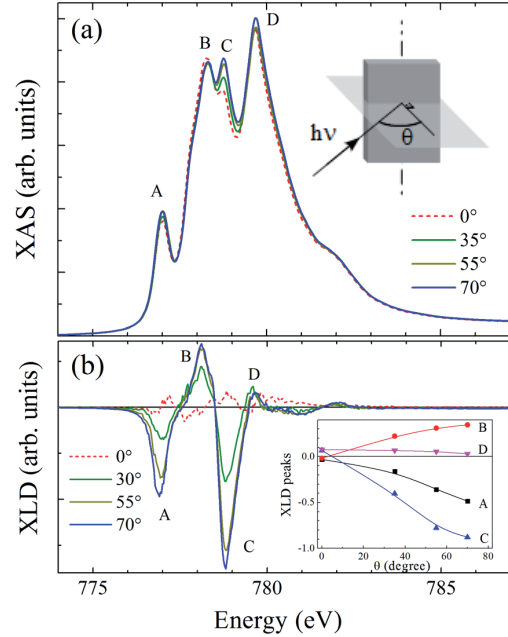 (a)
A
B
C
D
hν
θ
0°
35°
55°
70°
XAS (arb. units)
(b)
A
B
C
D
0°
30°
55°
70°
XLD (arb. units)
XLD peaks
0.0
-0.5
-1.0
0 20 40 60 80
θ (degree)
B
D
A
C
775 780 785
Energy (eV)